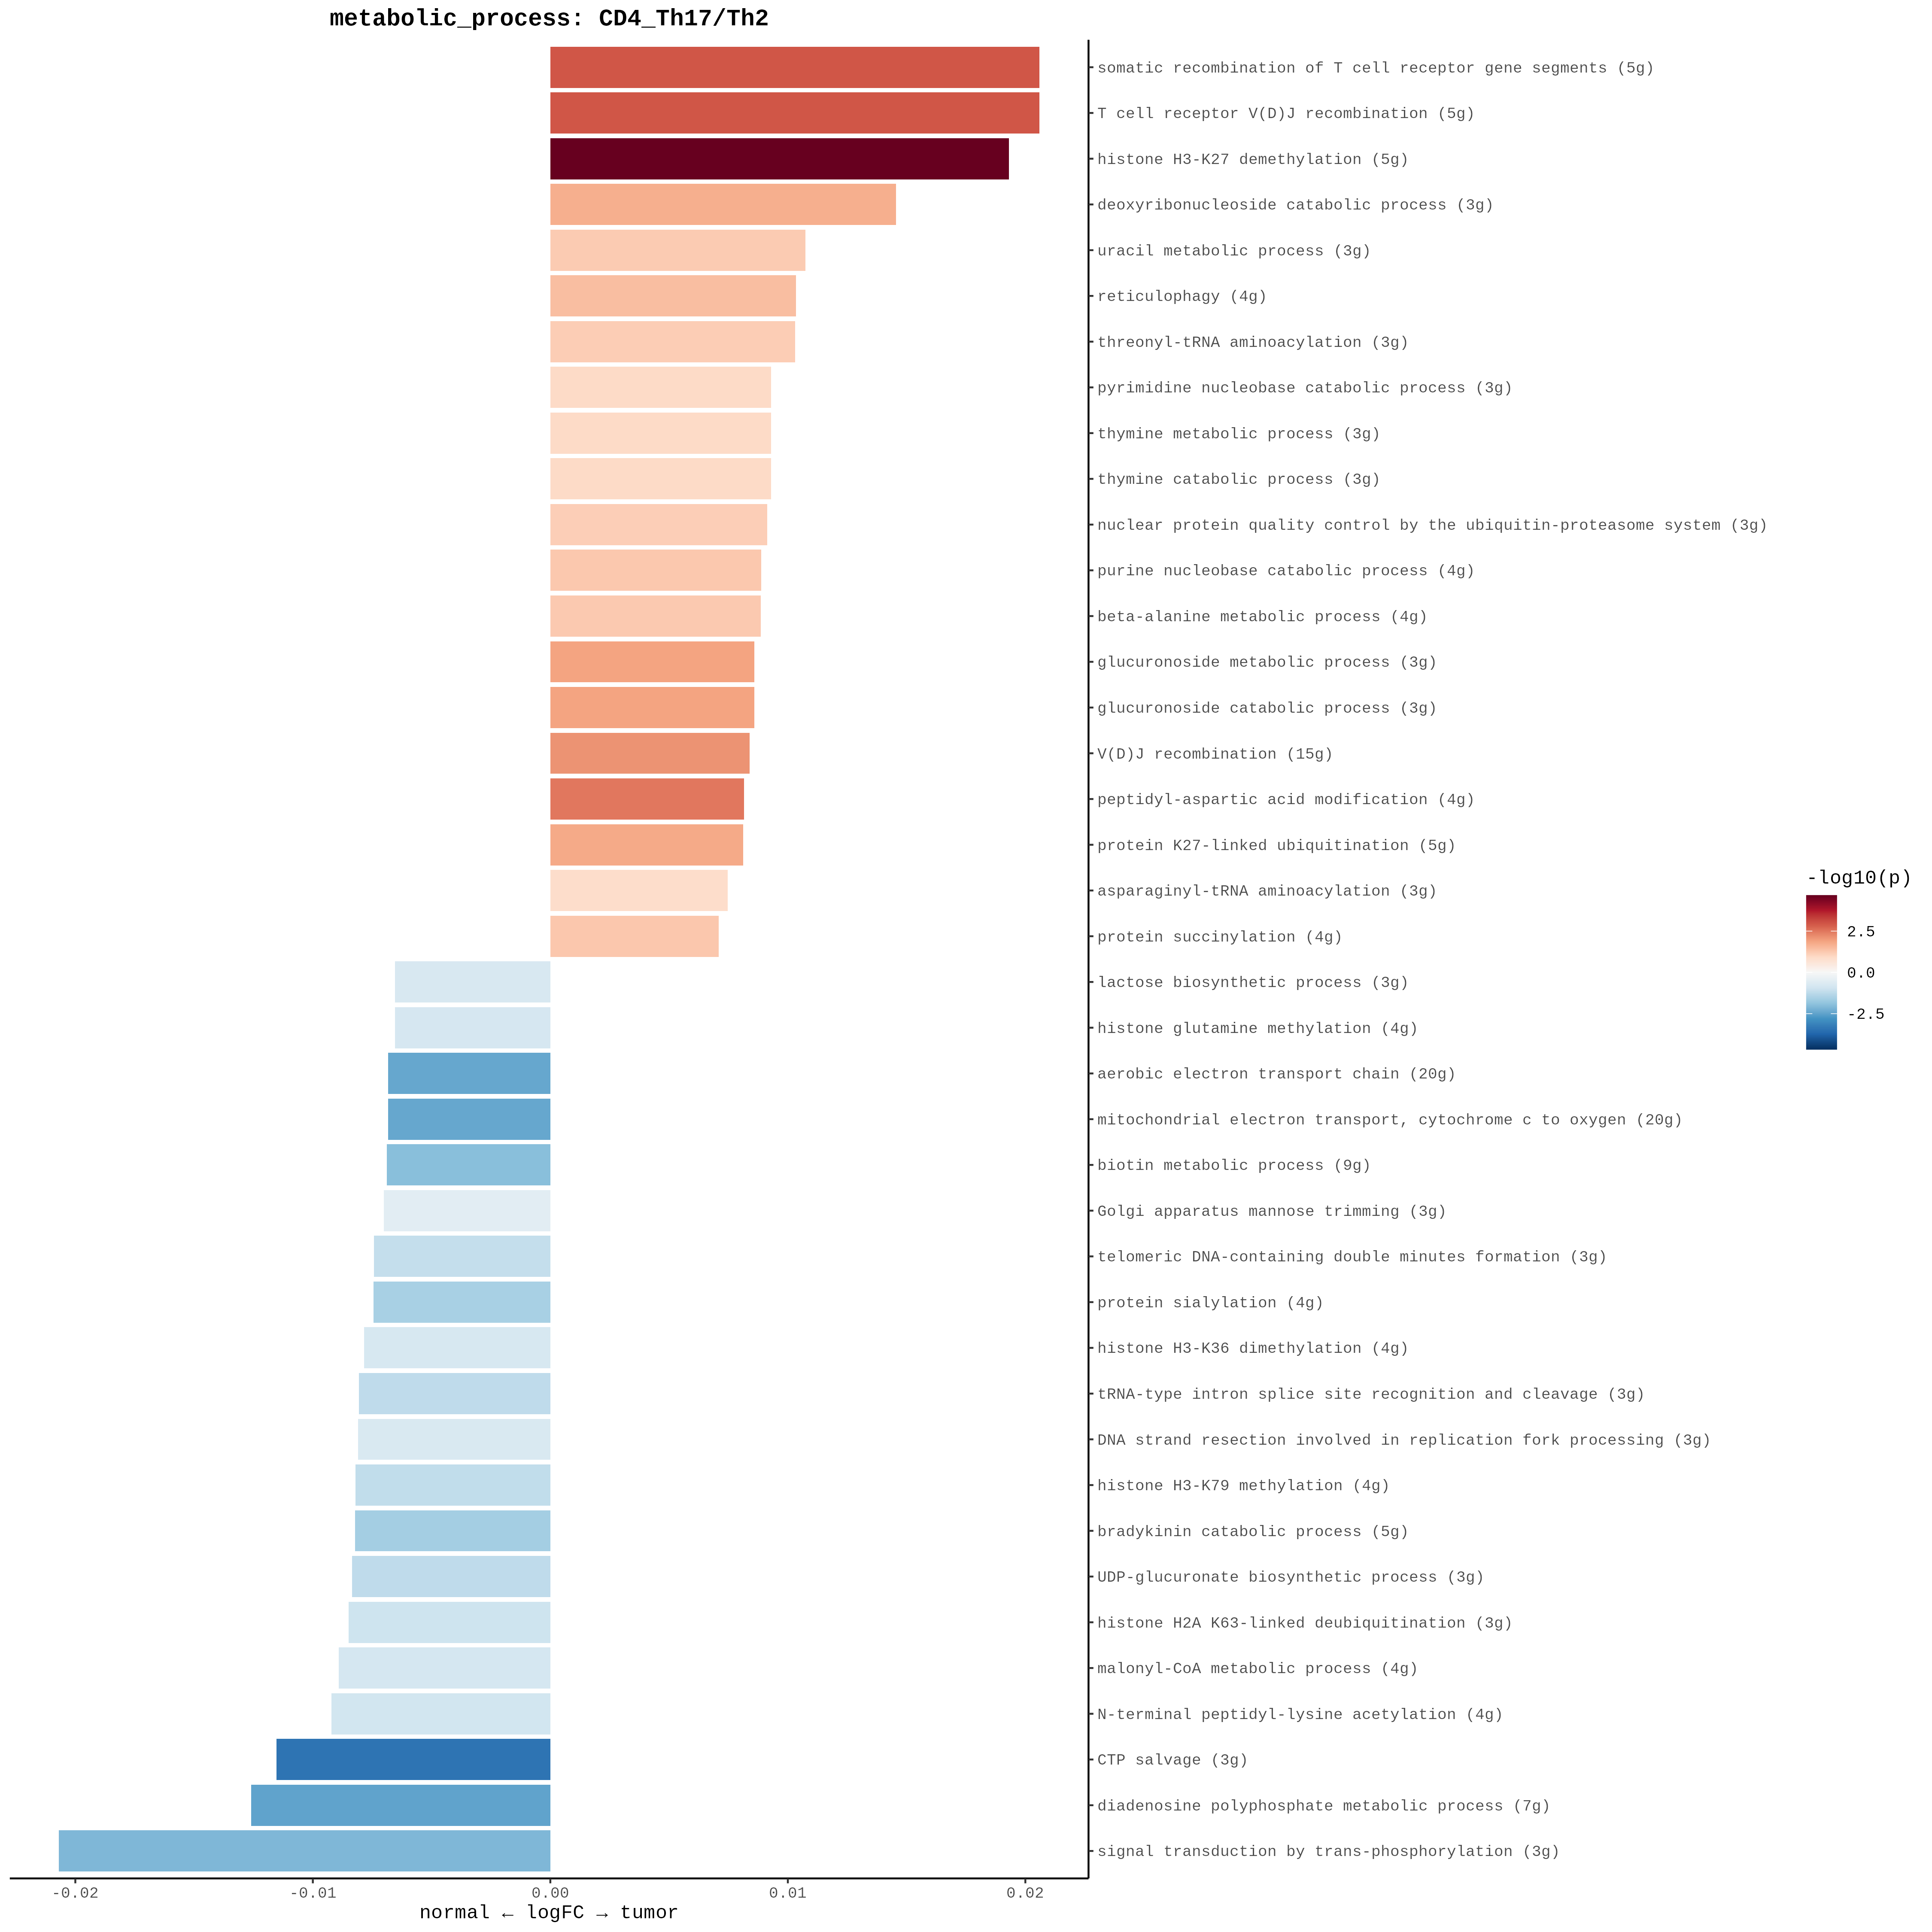 metabolic_process: CD4_Th17/Th2
somatic recombination of T cell receptor gene segments (5g)
T cell receptor V(D)J recombination (5g)
histone H3-K27 demethylation (5g)
deoxyribonucleoside catabolic process (3g)
uracil metabolic process (3g)
reticulophagy (4g)
threonyl-tRNA aminoacylation (3g)
pyrimidine nucleobase catabolic process (3g)
thymine metabolic process (3g)
thymine catabolic process (3g)
nuclear protein quality control by the ubiquitin-proteasome system (3g)
purine nucleobase catabolic process (4g)
beta-alanine metabolic process (4g)
glucuronoside metabolic process (3g)
glucuronoside catabolic process (3g)
V(D)J recombination (15g)
peptidyl-aspartic acid modification (4g)
protein K27-linked ubiquitination (5g)
asparaginyl-tRNA aminoacylation (3g)
protein succinylation (4g)
lactose biosynthetic process (3g)
histone glutamine methylation (4g)
aerobic electron transport chain (20g)
mitochondrial electron transport, cytochrome c to oxygen (20g)
biotin metabolic process (9g)
Golgi apparatus mannose trimming (3g)
telomeric DNA-containing double minutes formation (3g)
protein sialylation (4g)
histone H3-K36 dimethylation (4g)
tRNA-type intron splice site recognition and cleavage (3g)
DNA strand resection involved in replication fork processing (3g)
histone H3-K79 methylation (4g)
bradykinin catabolic process (5g)
UDP-glucuronate biosynthetic process (3g)
histone H2A K63-linked deubiquitination (3g)
malonyl-CoA metabolic process (4g)
N-terminal peptidyl-lysine acetylation (4g)
CTP salvage (3g)
diadenosine polyphosphate metabolic process (7g)
signal transduction by trans-phosphorylation (3g)
-0.02 -0.01 0.00 0.01 0.02
normal ← logFC → tumor
-log10(p)
2.5
0.0
-2.5